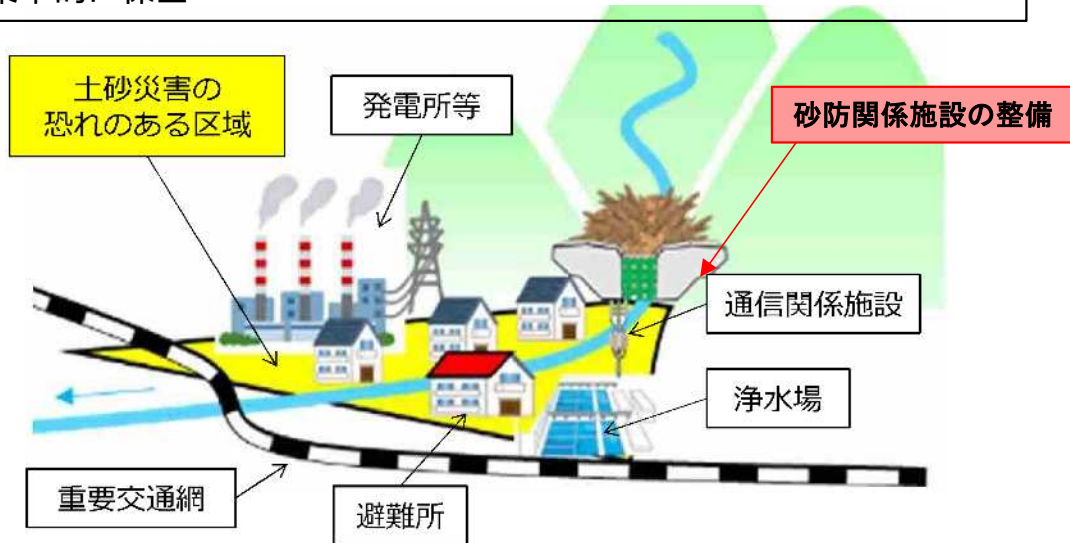 土砂災害の
恐れのある区域
発電所等
砂防関係施設の整備
通信関係施設
浄水場
重要交通網
避難所